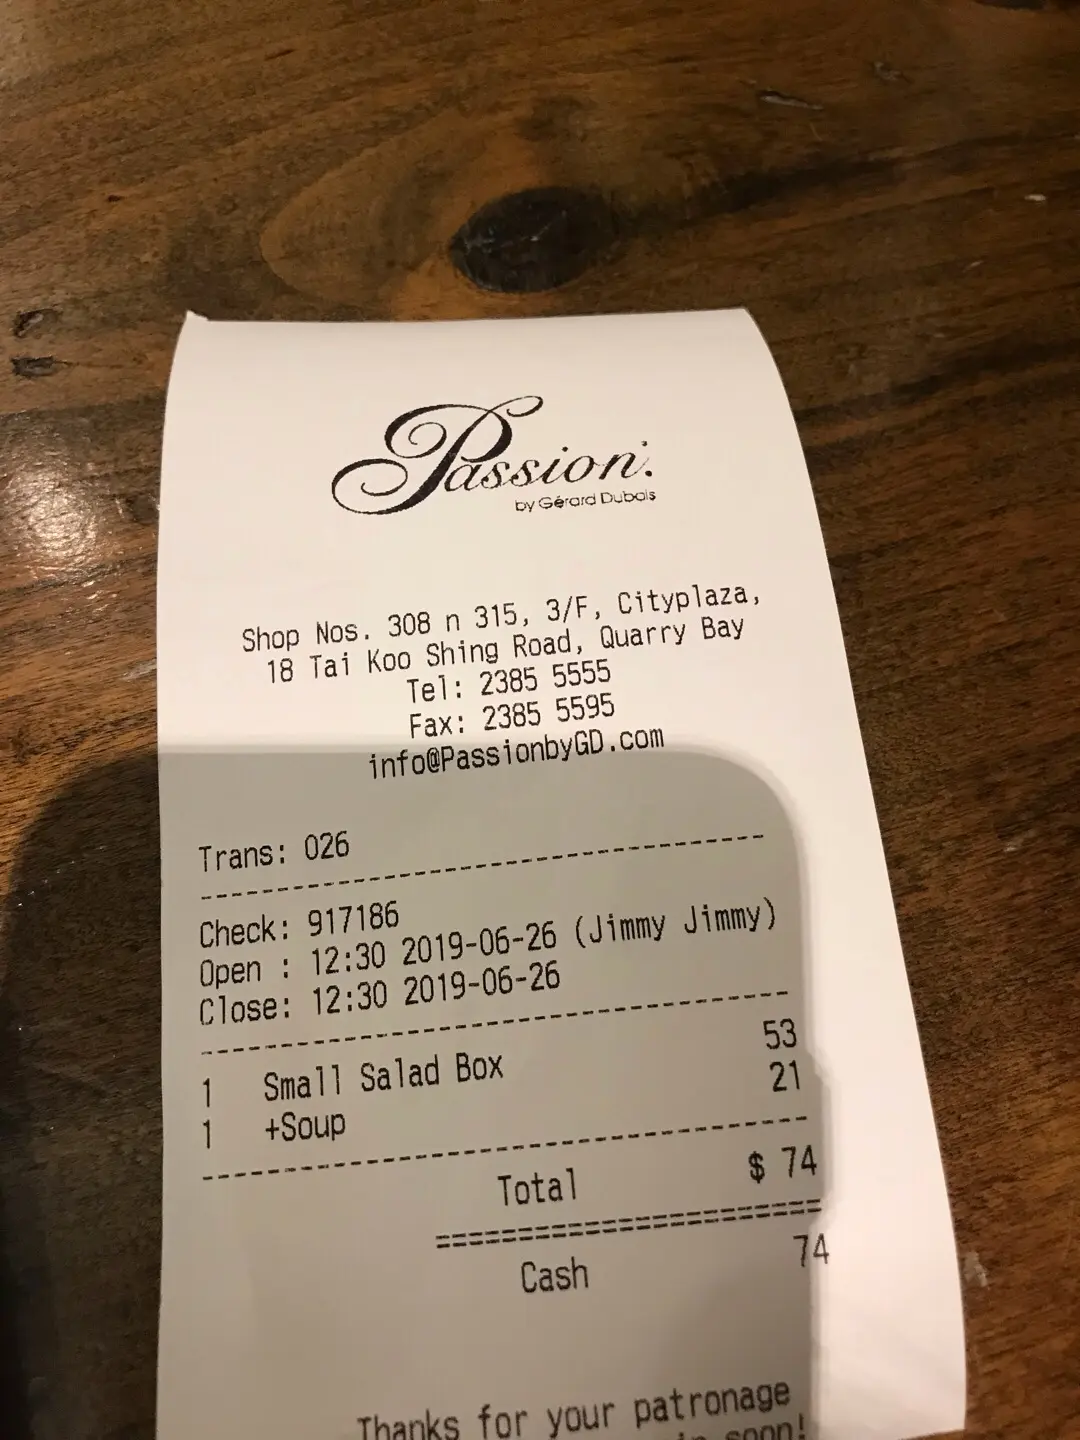 Passion.
by Gérard Dubois
Shop Nos. 308 n 315, 3/F, Cityplaza,
18 Tai Koo Shing Road, Quarry Bay
Tel: 2385 5555
Fax: 2385 5595
info@PassionbyGD.com
Trans: 026
--------------------------------------
Check: 917186
Open : 12:30 2019-06-26 (Jimmy Jimmy)
Close: 12:30 2019-06-26
--------------------------------------
1 Small Salad Box 53
1 +Soup 21
--------------------------------------
Total $ 74
======================
Cash 74
Thanks for your patronage
in soon!